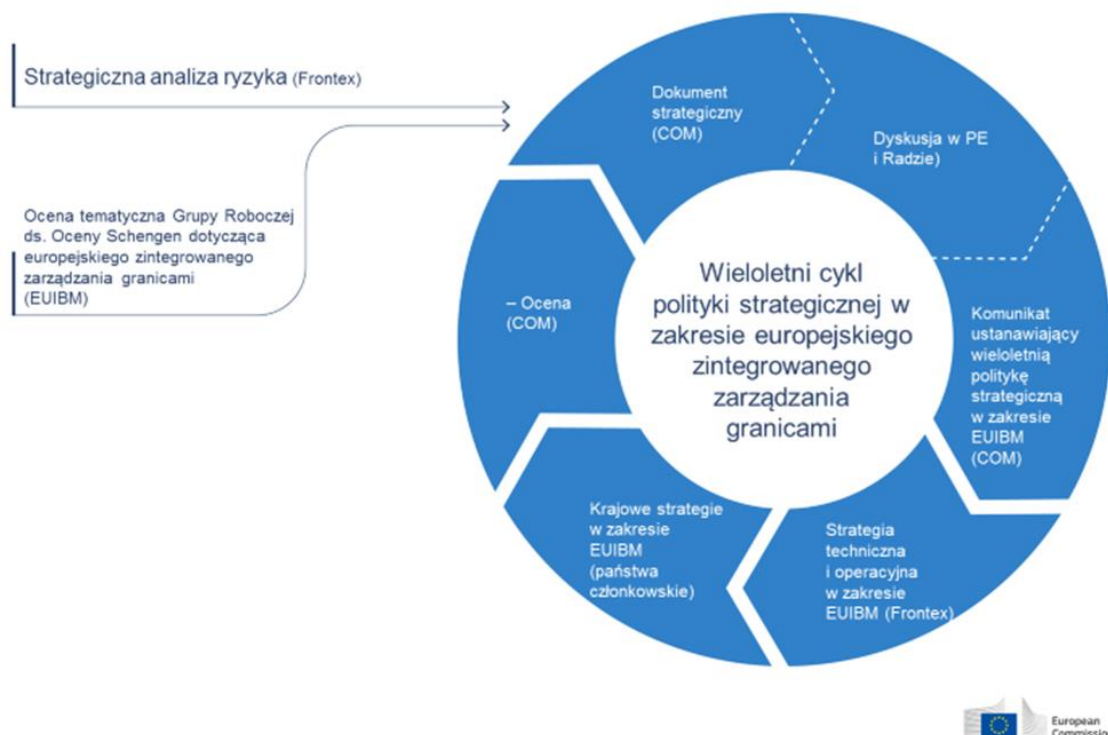 Strategiczna analiza ryzyka (Frontex)
Ocena tematyczna Grupy Roboczej
ds. Oceny Schengen dotycząca
europejskiego zintegrowanego
zarządzania granicami
(EUIBM)
Dokument
strategiczny
(COM)
Dyskusja w PE
i Radzie)
Komunikat
ustanawiający
wieloletnią
politykę
strategiczną
w zakresie
EUIBM
(COM)
Strategia
techniczna
i operacyjna
w zakresie
EUIBM (Frontex)
Krajowe strategie
w zakresie
EUIBM
(państwa
członkowskie)
– Ocena
(COM)
Wieloletni cykl
polityki strategicznej w
zakresie europejskiego
zintegrowanego
zarządzania
granicami
European